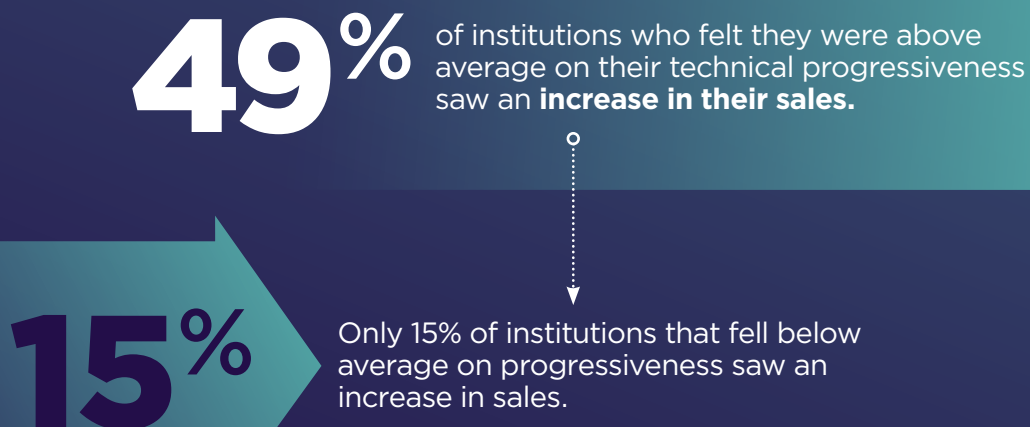 49%
of institutions who felt they were above
average on their technical progressiveness
saw an increase in their sales.
15%
Only 15% of institutions that fell below
average on progressiveness saw an
increase in sales.